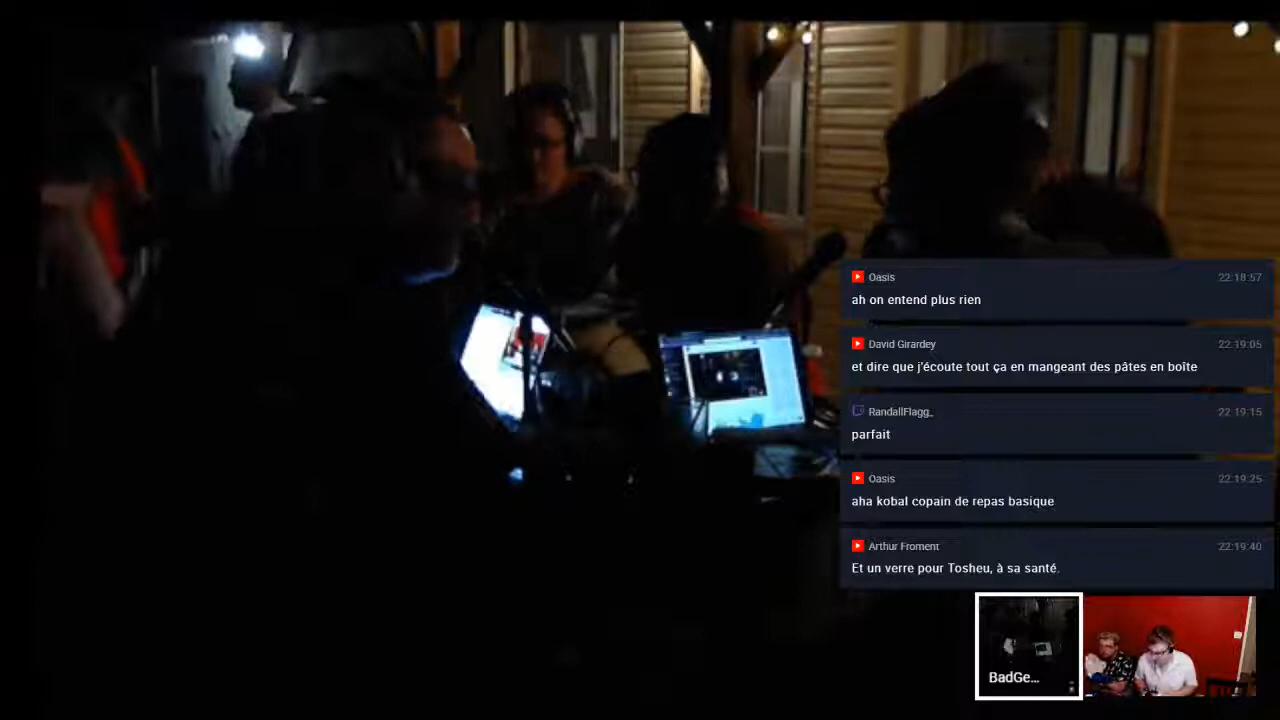 Oasis 22:18:57
ah on entend plus rien
David Girardey 22:19:05
et dire que j'écoute tout ça en mangeant des pâtes en boîte
RandallFlagg_ 22:19:15
parfait
Oasis 22:19:25
aha kobal copain de repas basique
Arthur Froment 22:19:40
Et un verre pour Tosheu, à sa santé.
BadGe...